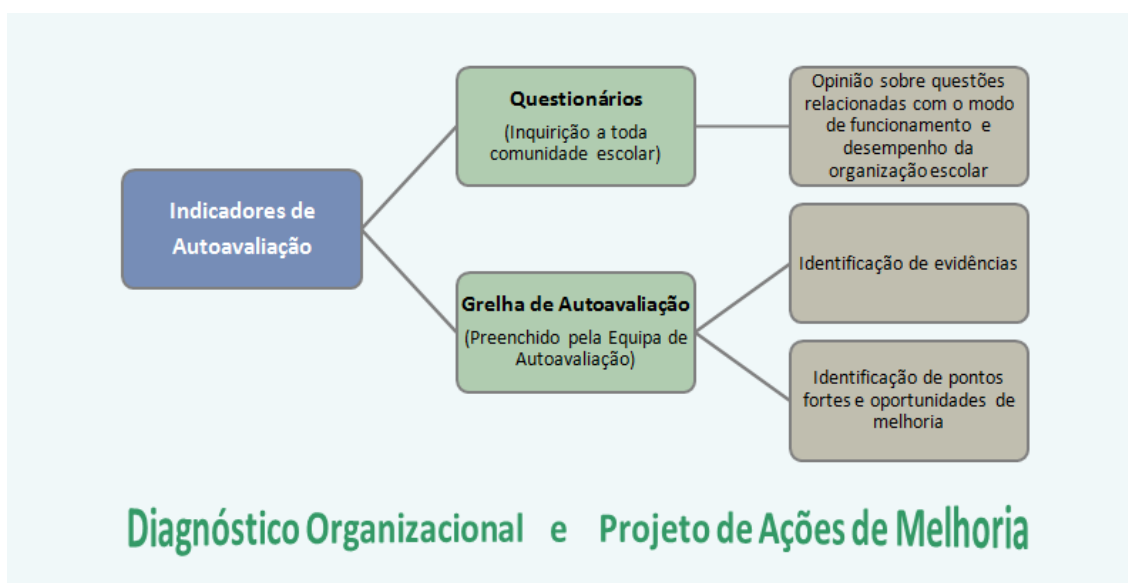 Indicadores de
Autoavaliação
Questionários
(Inquirição a toda
comunidade escolar)
Opinião sobre questões
relacionadas com o modo
de funcionamento e
desempenho da
organização escolar
Grelha de Autoavaliação
(Preenchido pela Equipa de
Autoavaliação)
Identificação de evidências
Identificação de pontos
fortes e oportunidades de
melhoria
Diagnóstico Organizacional e Projeto de Ações de Melhoria